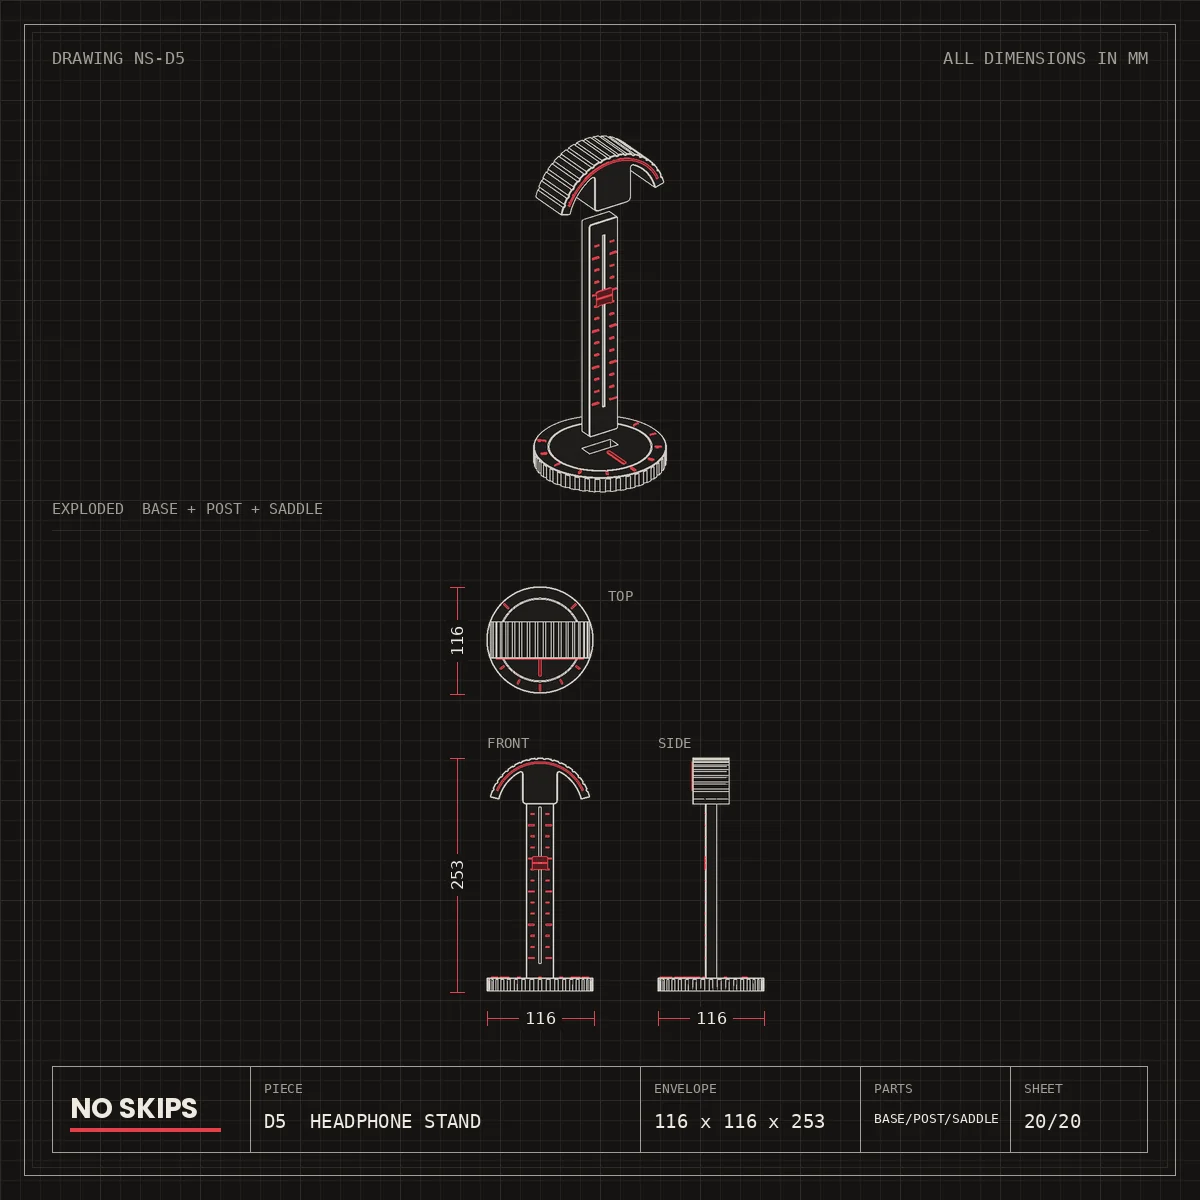 DRAWING NS-D5
ALL DIMENSIONS IN MM
EXPLODED  BASE + POST + SADDLE
TOP
116
FRONT
SIDE
253
116
116
NO SKIPS
PIECE
D5  HEADPHONE STAND
ENVELOPE
116 x 116 x 253
PARTS
BASE/POST/SADDLE
SHEET
20/20